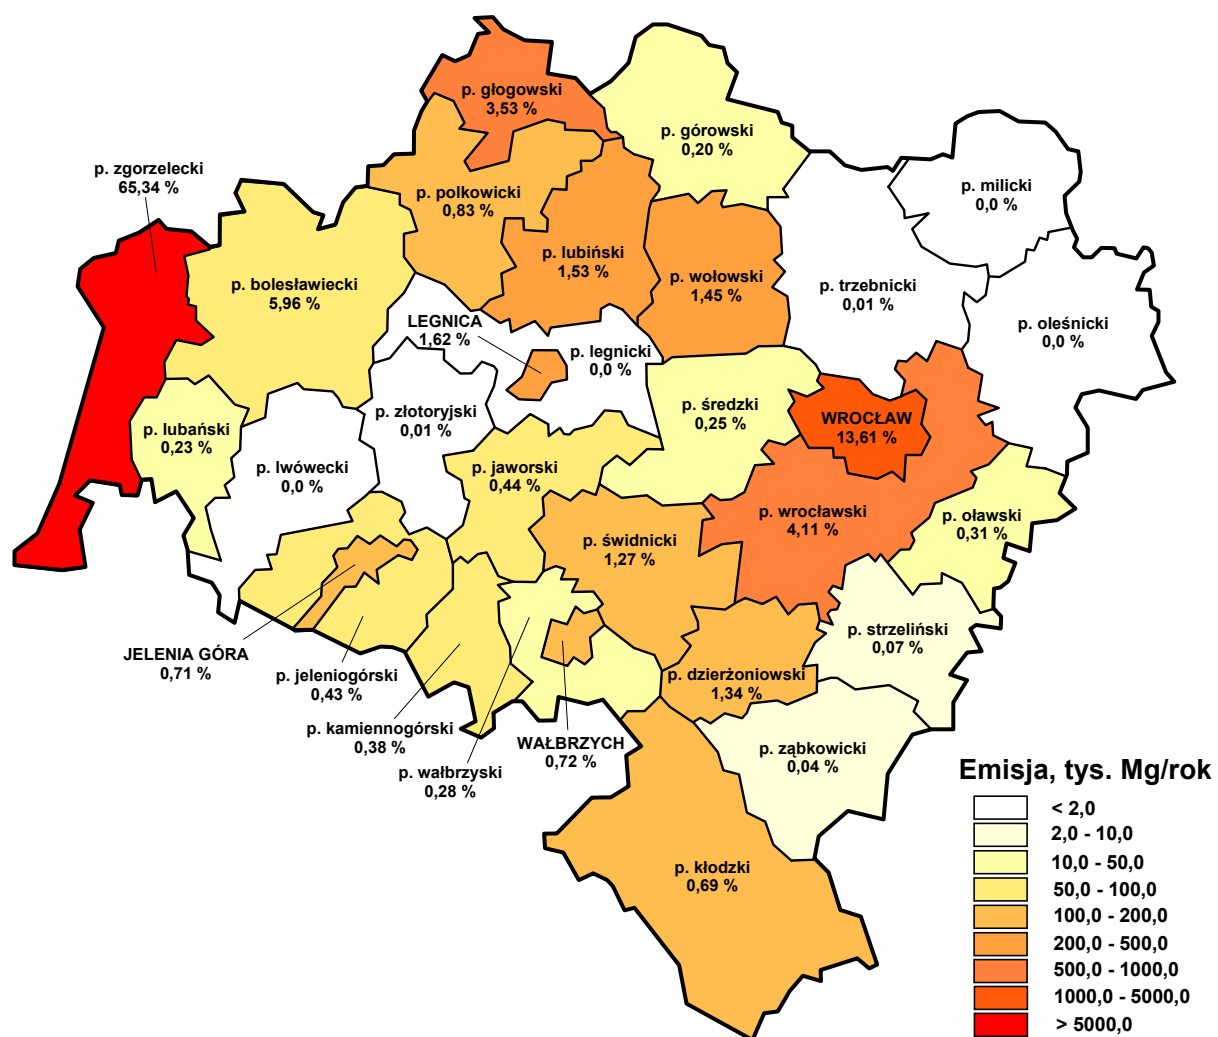 p. głogowski
3,53 %
p. górowski
0,20 %
p. zgorzelecki
65,34 %
p. milicki
0,0 %
p. polkowicki
0,83 %
p. lubiński
1,53 %
p. wołowski
1,45 %
p. trzebnicki
0,01 %
p. bolesławiecki
5,96 %
p. oleśnicki
0,0 %
LEGNICA
1,62 %
p. legnicki
0,0 %
p. złotoryjski
0,01 %
p. średzki
0,25 %
WROCŁAW
13,61 %
p. lubański
0,23 %
p. lwówecki
0,0 %
p. jaworski
0,44 %
p. wrocławski
4,11 %
p. oławski
0,31 %
p. świdnicki
1,27 %
p. strzeliński
0,07 %
JELENIA GÓRA
0,71 %
p. jeleniogórski
0,43 %
p. dzierżoniowski
1,34 %
p. kamiennogórski
0,38 %
WAŁBRZYCH
0,72 %
p. ząbkowicki
0,04 %
p. wałbrzyski
0,28 %
p. kłodzki
0,69 %
Emisja, tys. Mg/rok
< 2,0
2,0 - 10,0
10,0 - 50,0
50,0 - 100,0
100,0 - 200,0
200,0 - 500,0
500,0 - 1000,0
1000,0 - 5000,0
> 5000,0